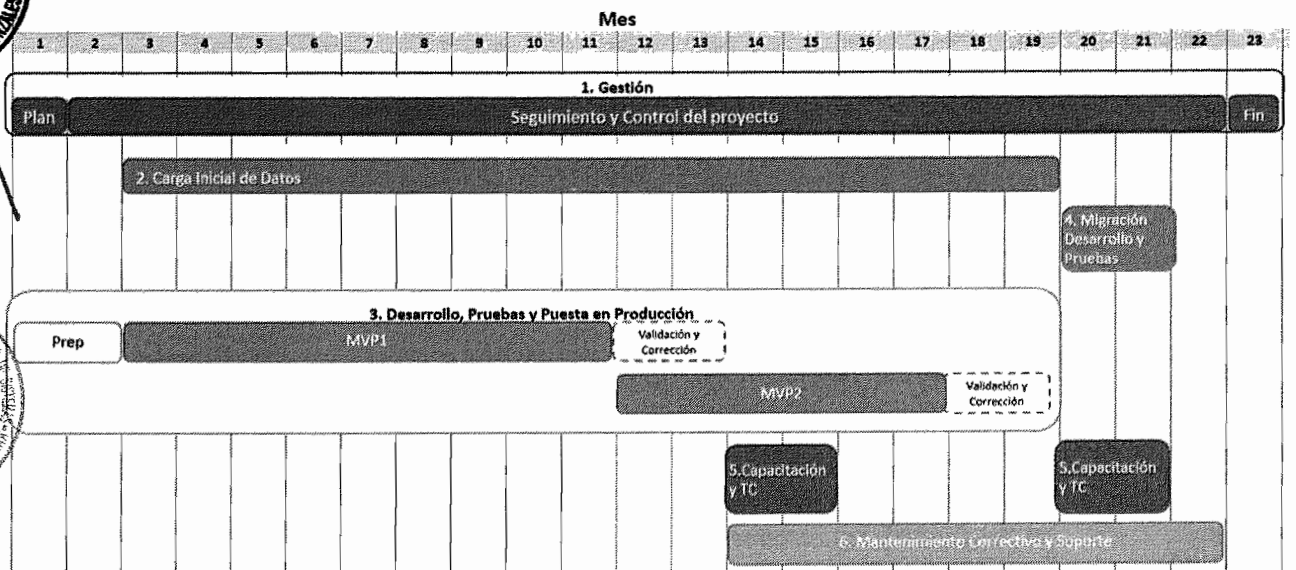 Mes
1 2 3 4 5 6 7 8 9 10 11 12 13 14 15 16 17 18 19 20 21 22 23
1. Gestión
Plan Seguimiento y Control del proyecto Fin
2. Carga Inicial de Datos
4. Migración
Desarrollo y
Pruebas
3. Desarrollo, Pruebas y Puesta en Producción
Prep MVP1 Validación y
Corrección
MVP2 Validación y
Corrección
5.Capacitación
y TC
5.Capacitación
y TC
6. Mantenimiento Correctivo y Soporte